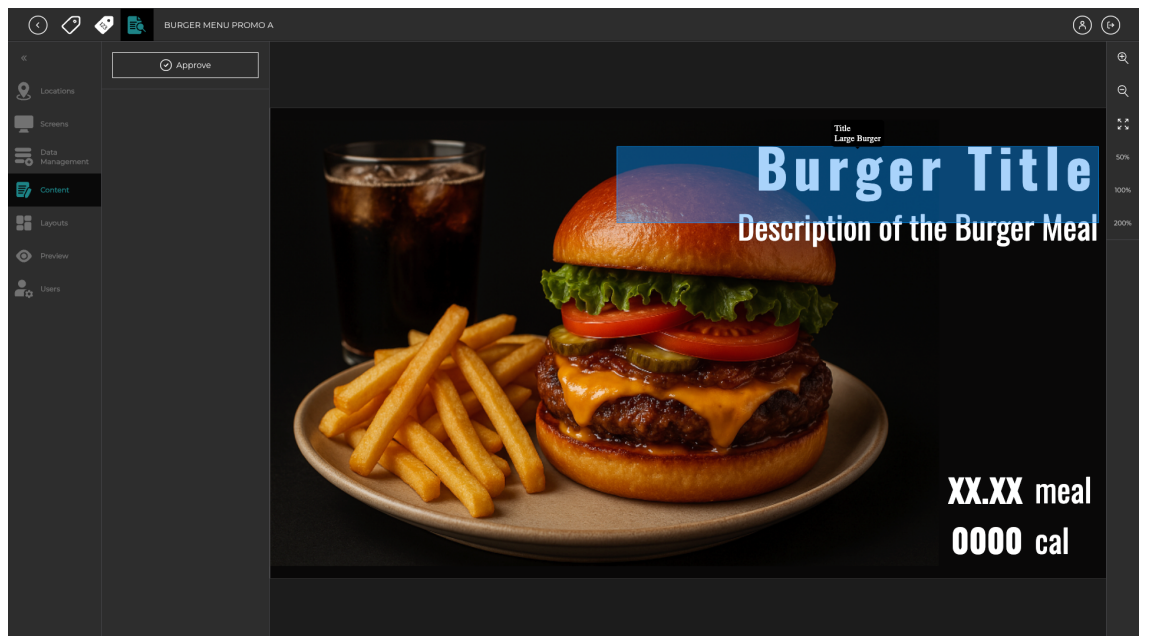 BURGER MENU PROMO A
Locations
Screens
Data
Management
Content
Layouts
Preview
Users
Approve
Title
Large Burger
Burger Title
Description of the Burger Meal
XX.XX meal
0000 cal
50%
100%
200%